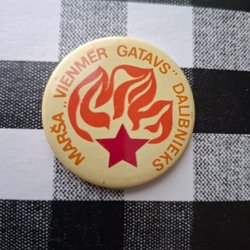 MARŠA „VIENMĒR GATAVS„ DALĪBNIEKS